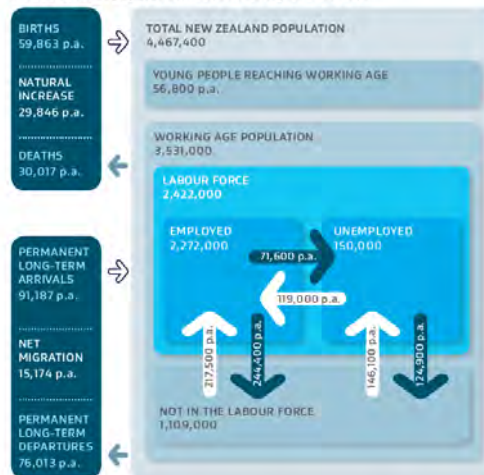 BIRTHS
59,863 p.a.
NATURAL
INCREASE
29,846 p.a.
DEATHS
30,017 p.a.
TOTAL NEW ZEALAND POPULATION
4,467,400
YOUNG PEOPLE REACHING WORKING AGE
56,800 p.a.
WORKING AGE POPULATION
3,531,000
LABOUR FORCE
2,422,000
EMPLOYED
2,272,000
UNEMPLOYED
150,000
71,600 p.a.
119,000 p.a.
217,500 p.a.
244,400 p.a.
146,100 p.a.
124,900 p.a.
NOT IN THE LABOUR FORCE
1,109,000
PERMANENT
LONG-TERM
ARRIVALS
91,187 p.a.
NET
MIGRATION
15,174 p.a.
PERMANENT
LONG-TERM
DEPARTURES
76,013 p.a.